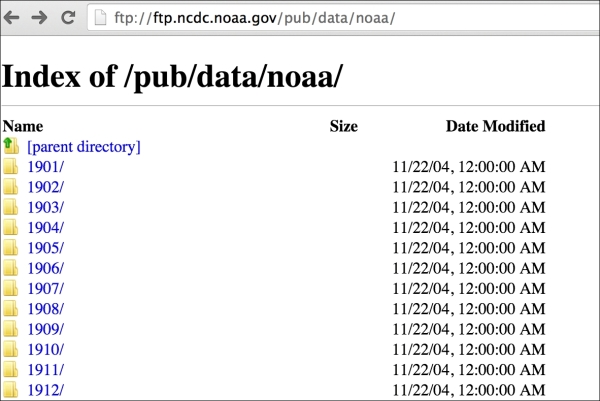 ftp://ftp.ncdc.noaa.gov/pub/data/noaa/
Index of /pub/data/noaa/
Name Size Date Modified
[parent directory]
1901/ 11/22/04, 12:00:00 AM
1902/ 11/22/04, 12:00:00 AM
1903/ 11/22/04, 12:00:00 AM
1904/ 11/22/04, 12:00:00 AM
1905/ 11/22/04, 12:00:00 AM
1906/ 11/22/04, 12:00:00 AM
1907/ 11/22/04, 12:00:00 AM
1908/ 11/22/04, 12:00:00 AM
1909/ 11/22/04, 12:00:00 AM
1910/ 11/22/04, 12:00:00 AM
1911/ 11/22/04, 12:00:00 AM
1912/ 11/22/04, 12:00:00 AM